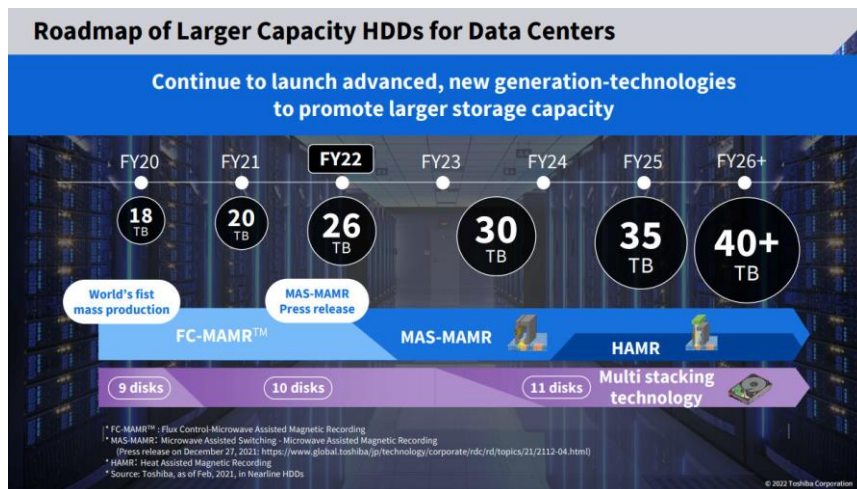 Roadmap of Larger Capacity HDDs for Data Centers
Continue to launch advanced, new generation-technologies
to promote larger storage capacity
FY20
FY21
FY22
FY23
FY24
FY25
FY26+
18
TB
20
TB
26
TB
30
TB
35
TB
40+
TB
World's fist
mass production
MAS-MAMR
Press release
FC-MAMR™
MAS-MAMR
HAMR
9 disks
10 disks
11 disks
Multi stacking
technology
* FC-MAMR™ : Flux Control-Microwave Assisted Magnetic Recording
* MAS-MAMR: Microwave Assisted Switching - Microwave Assisted Magnetic Recording
(Press release on December 27, 2021: https://www.global.toshiba/jp/technology/corporate/rdc/rd/topics/21/2112-04.html)
* HAMR: Heat Assisted Magnetic Recording
* Source: Toshiba, as of Feb, 2021, in Nearline HDDs
© 2022 Toshiba Corporation